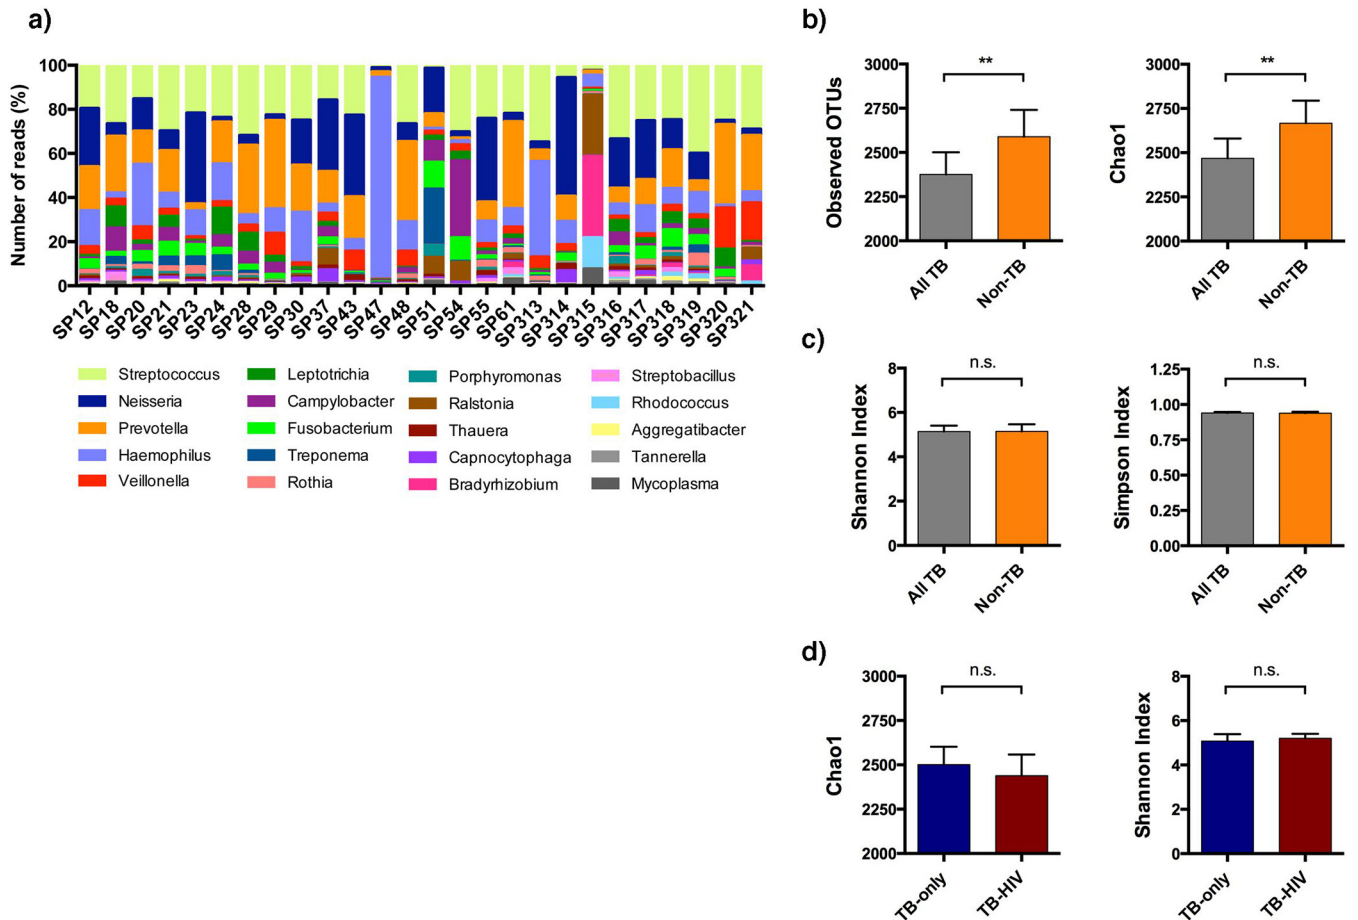 a)
Number of reads (%)
100
80
60
40
20
0
SP12
SP18
SP20
SP21
SP23
SP24
SP28
SP29
SP30
SP37
SP43
SP47
SP48
SP51
SP54
SP55
SP61
SP313
SP314
SP315
SP316
SP317
SP318
SP319
SP320
SP321
Streptococcus
Neisseria
Prevotella
Haemophilus
Veillonella
Leptotrichia
Campylobacter
Fusobacterium
Treponema
Rothia
Porphyromonas
Ralstonia
Thauera
Capnocytophaga
Bradyrhizobium
Streptobacillus
Rhodococcus
Aggregatibacter
Tannerella
Mycoplasma
b)
Observed OTUs
3000
2750
2500
2250
2000
**
All TB
Non-TB
Chao1
3000
2750
2500
2250
2000
**
All TB
Non-TB
c)
Shannon Index
8
6
4
2
0
n.s.
All TB
Non-TB
Simpson Index
1.25
1.00
0.75
0.50
0.25
0.00
n.s.
All TB
Non-TB
d)
Chao1
3000
2750
2500
2250
2000
n.s.
TB-only
TB-HIV
Shannon Index
8
6
4
2
0
n.s.
TB-only
TB-HIV